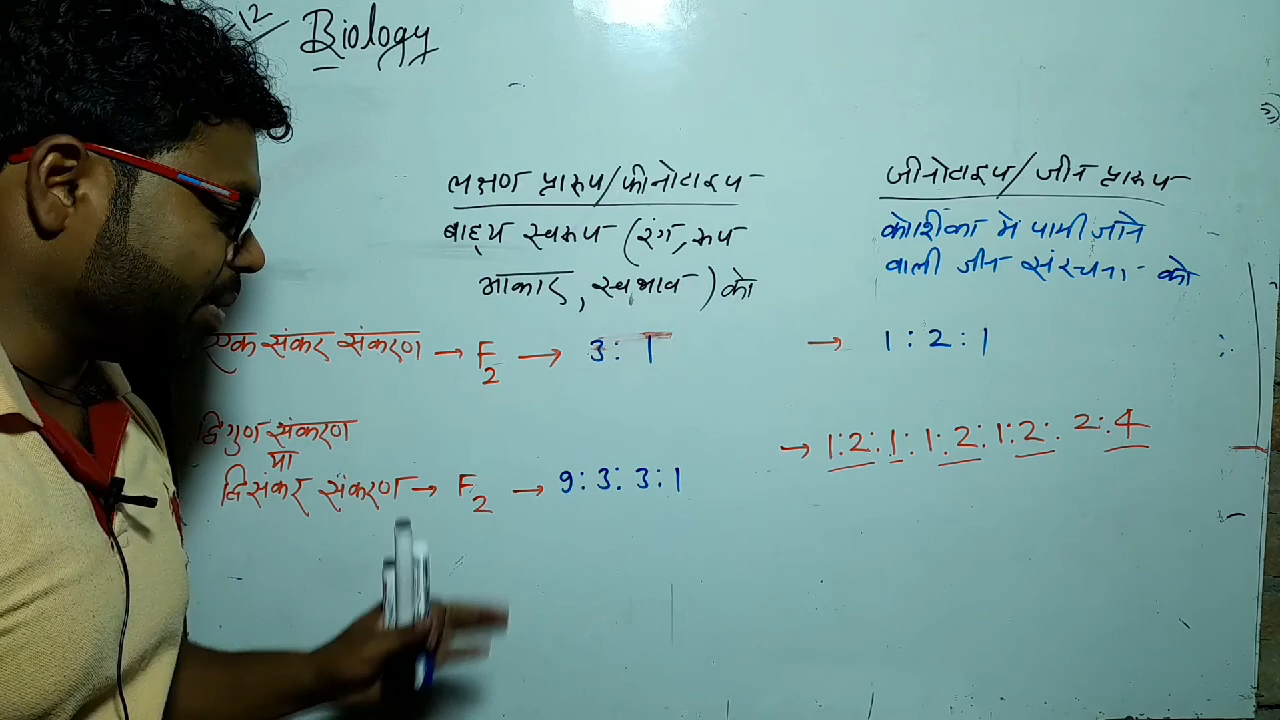 -12 Biology
लक्षण प्रारूप/फीनोटाइप-
बाह्य स्वरूप (रंग, रूप
आकार, स्वभाव) को
जीनोटाइप/जीन प्रारूप-
कोशिका में पायी जाने
वाली जीन संरचना को
एक संकर संकरण → F2 → 3:1 → 1:2:1
द्विगुण संकरण
या
द्विसंकर संकरण → F2 → 9:3:3:1
→ 1:2:1:1:2:1:2:2:4